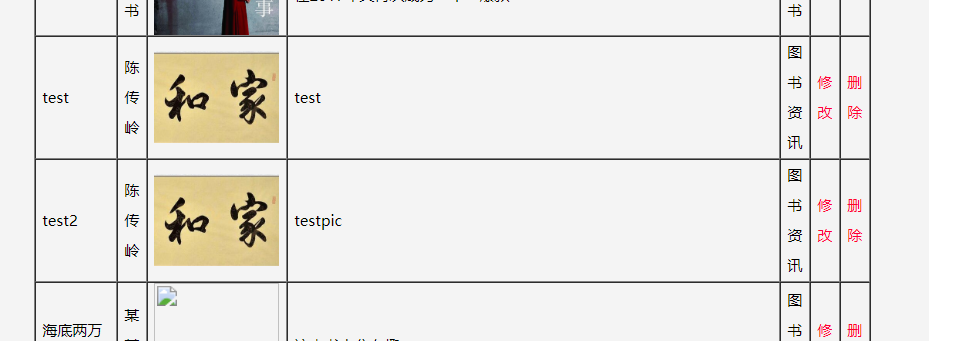 书
事
书
test
陈
传
岭
和 家
test
图
书
资
讯
修
改
删
除
test2
陈
传
岭
和 家
testpic
图
书
资
讯
修
改
删
除
海底两万
某
图
书
修
删